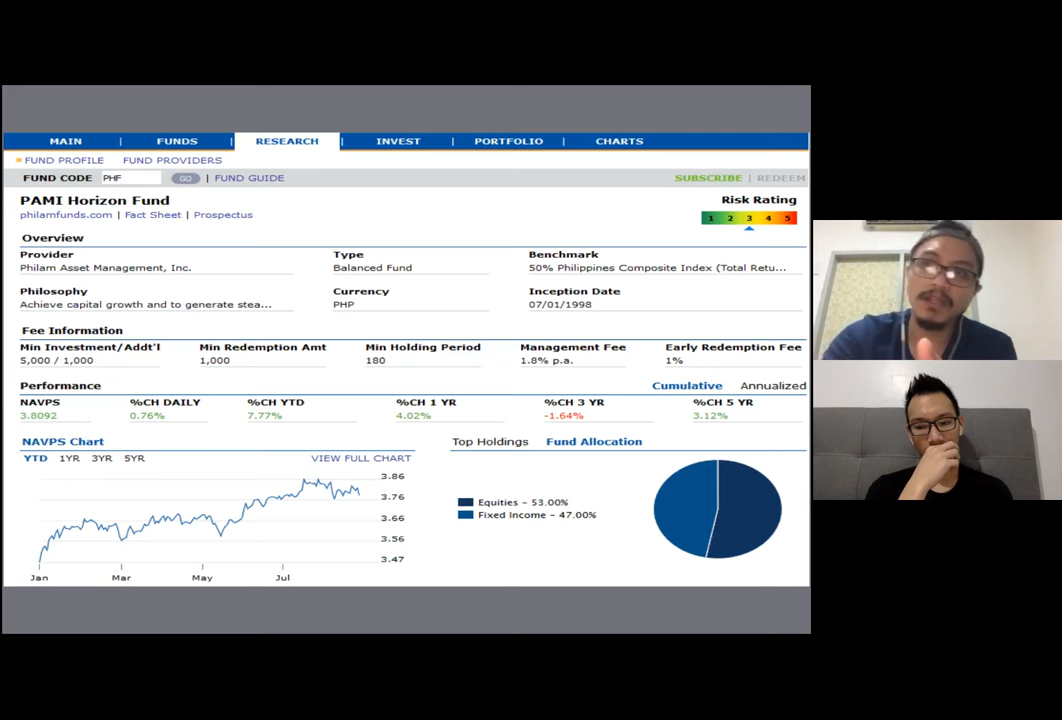 MAIN | FUNDS | RESEARCH | INVEST | PORTFOLIO | CHARTS
FUND PROFILE FUND PROVIDERS
FUND CODE PHF GO | FUND GUIDE SUBSCRIBE | REDEEM
PAMI Horizon Fund Risk Rating
philamfunds.com | Fact Sheet | Prospectus 1 2 3 4 5
Overview
Provider Type Benchmark
Philam Asset Management, Inc. Balanced Fund 50% Philippines Composite Index (Total Retu...
Philosophy Currency Inception Date
Achieve capital growth and to generate stea... PHP 07/01/1998
Fee Information
Min Investment/Addt'l Min Redemption Amt Min Holding Period Management Fee Early Redemption Fee
5,000 / 1,000 1,000 180 1.8% p.a. 1%
Performance Cumulative Annualized
NAVPS %CH DAILY %CH YTD %CH 1 YR %CH 3 YR %CH 5 YR
3.8092 0.76% 7.77% 4.02% -1.64% 3.12%
NAVPS Chart Top Holdings Fund Allocation
YTD 1YR 3YR 5YR VIEW FULL CHART
3.86
3.76
3.66
3.56
3.47
Jan Mar May Jul
Equities - 53.00%
Fixed Income - 47.00%